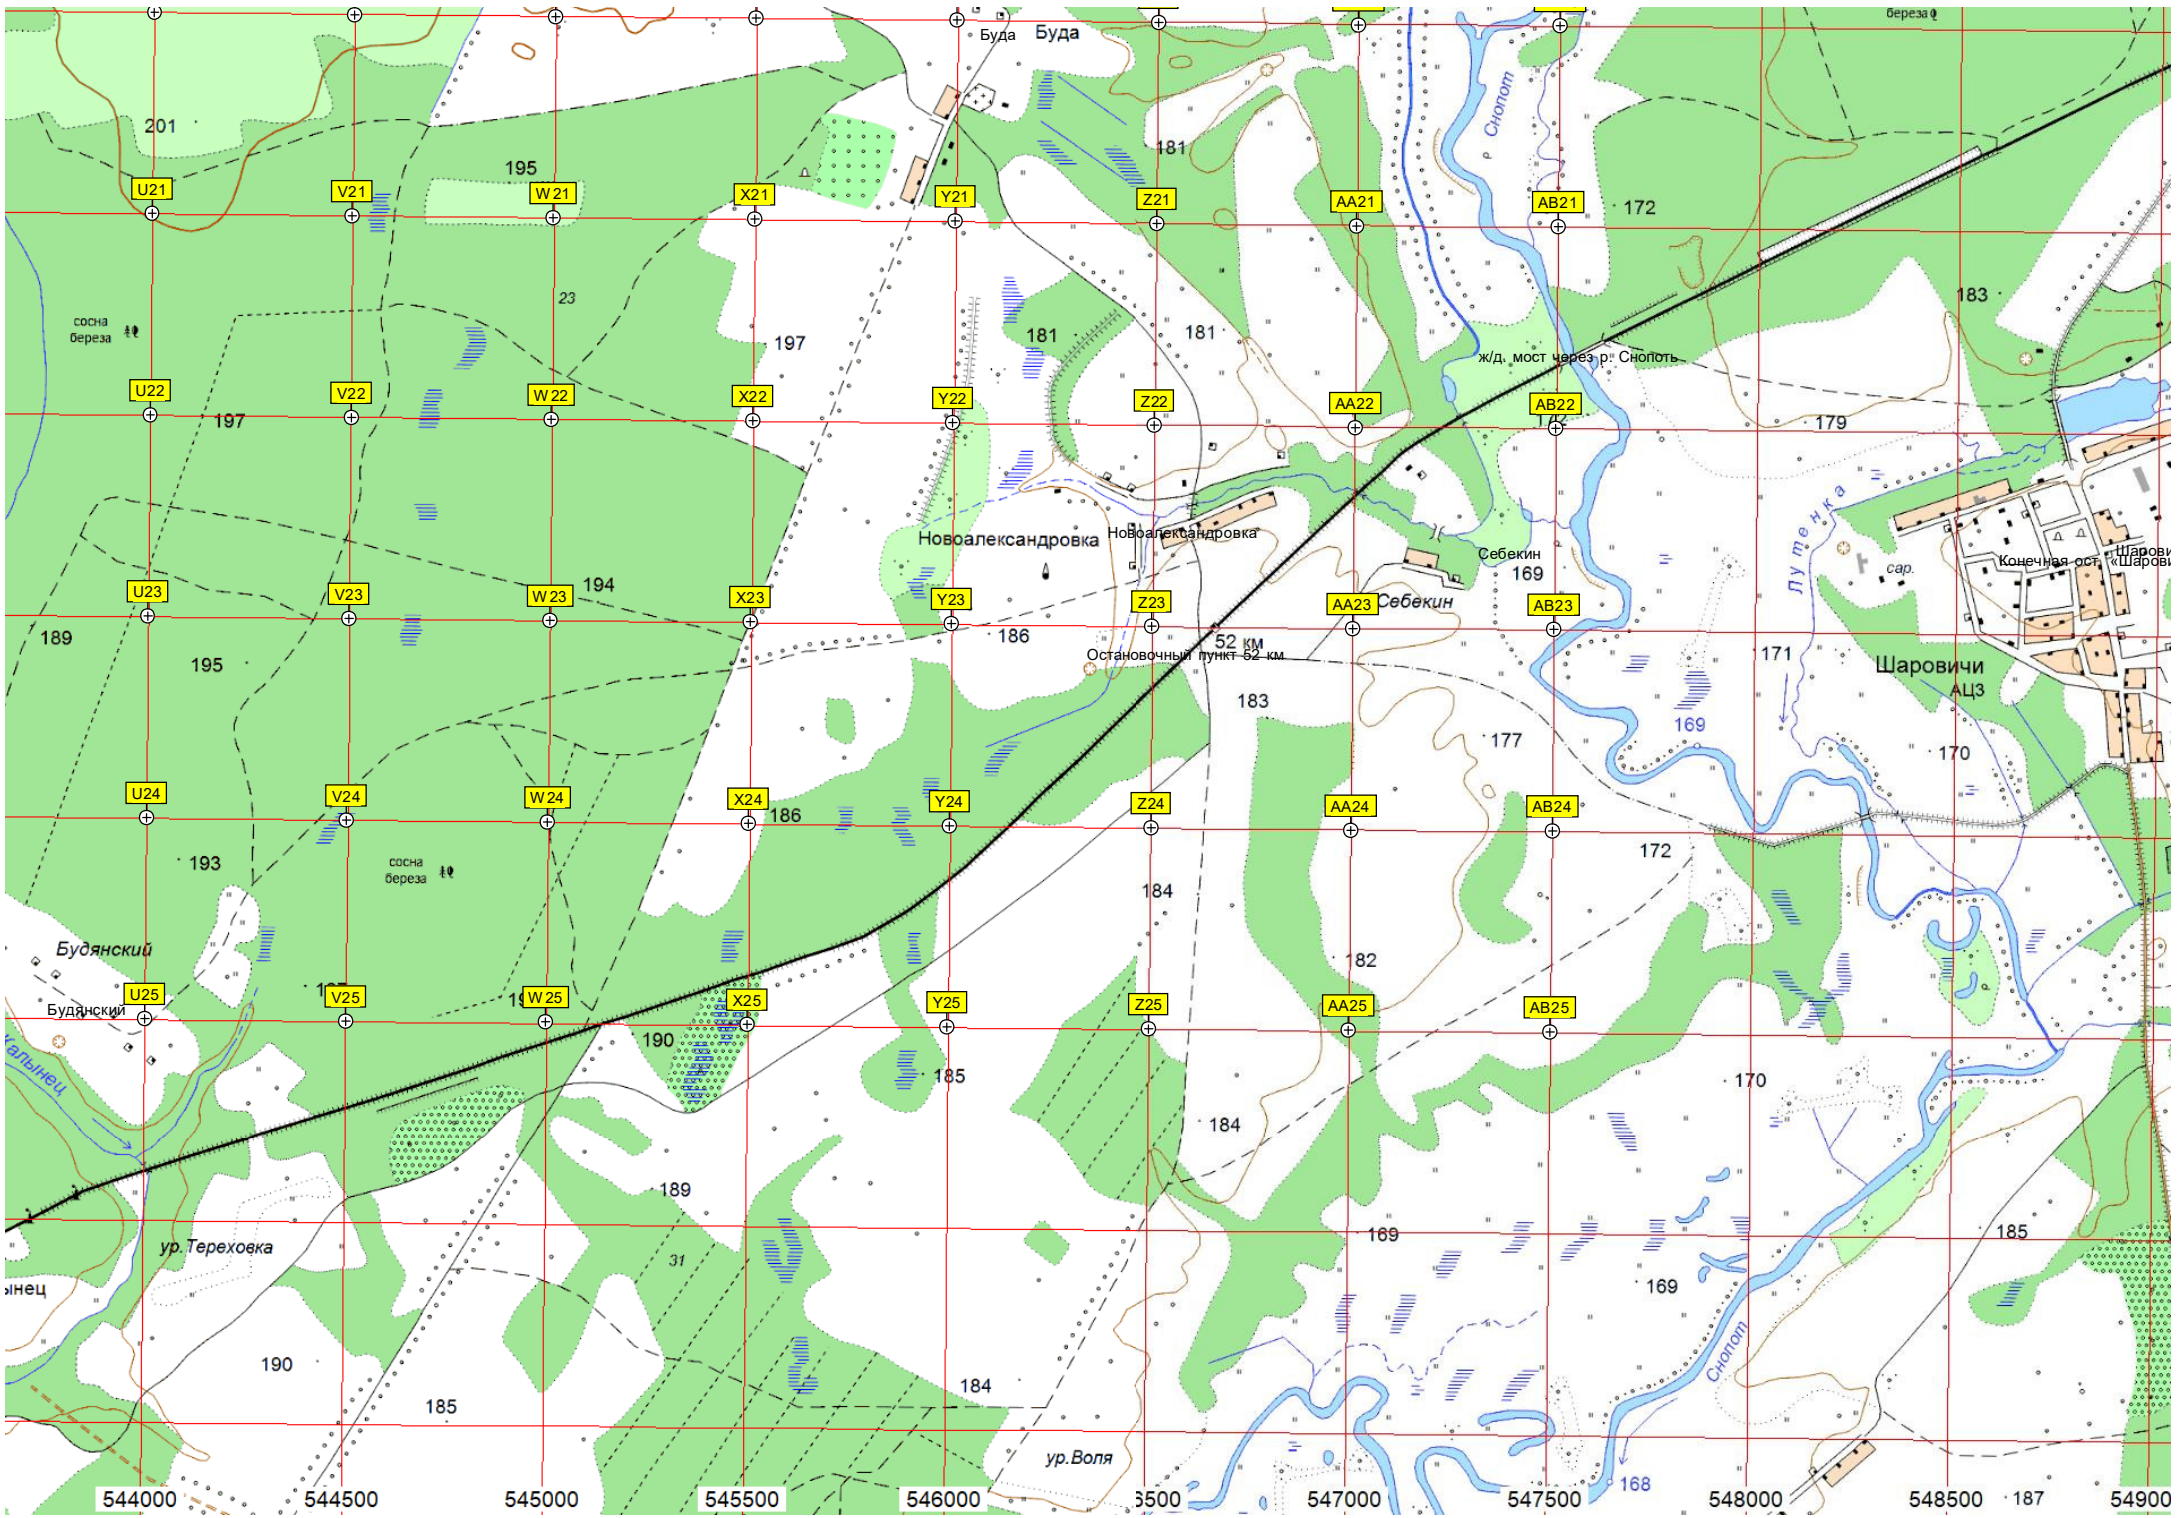 береза
Буда
Буда
Снопот
201
181
195
U21
V21
W21
X21
Y21
Z21
AA21
AB21
172
23
183
сосна
береза
197
181
181
ж/д. мост через р. Снопоть
U22
V22
W22
X22
Y22
Z22
AA22
AB22
197
179
Путенка
Новоалександровка
Новоалександровка
Себекин
169
сар.
Конечная ост. «Шарови
Шарови
U23
V23
W23
194
X23
Y23
Z23
AA23
Себекин
AB23
189
195
186
52 км
Остановочный пункт 52 км
171
Шаровичи
АЦЗ
183
177
169
170
U24
V24
W24
X24
186
Y24
Z24
AA24
AB24
193
сосна
береза
184
172
Будянский
182
U25
V25
W25
X25
Y25
Z25
AA25
AB25
Будянский
190
185
170
184
189
169
185
ур.Тереховка
31
169
ынец
190
184
Снопот
185
ур.Воля
168
187
544000
544500
545000
545500
546000
547000
547500
548000
548500